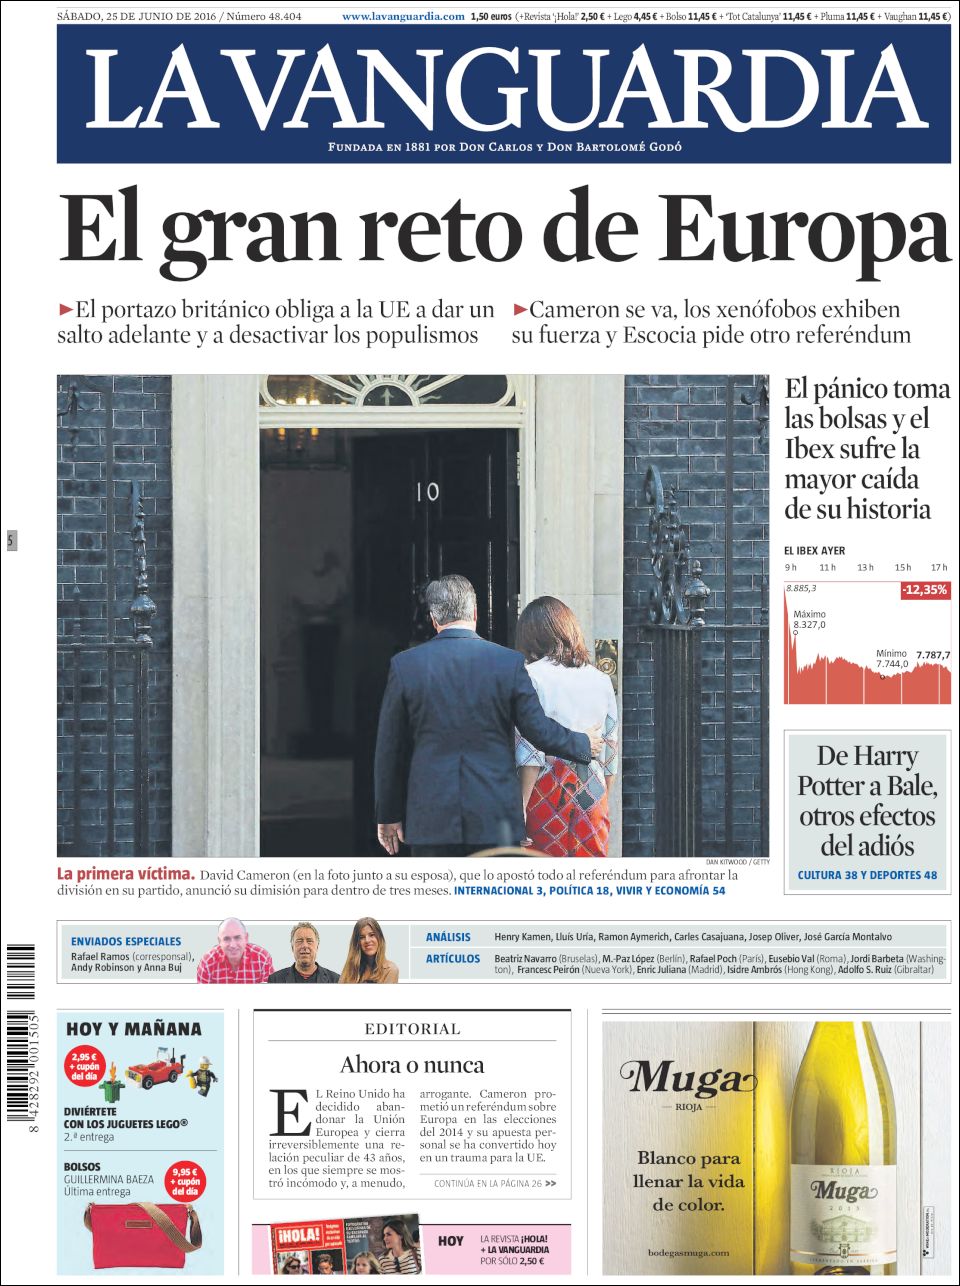 SÁBADO, 25 DE JUNIO DE 2016 / Número 48.404
www.lavanguardia.com 1,50 euros (+Revista '¡Hola!' 2,50 € + Lego 4,45 € + Bolso 11,45 € + 'Tot Catalunya' 11,45 € + Pluma 11,45 € + Vaughan 11,45 €)
LA VANGUARDIA
FUNDADA EN 1881 POR DON CARLOS Y DON BARTOLOMÉ GODÓ
El gran reto de Europa
►El portazo británico obliga a la UE a dar un
salto adelante y a desactivar los populismos
►Cameron se va, los xenófobos exhiben
su fuerza y Escocia pide otro referéndum
10
DAN KITWOOD / GETTY
La primera víctima. David Cameron (en la foto junto a su esposa), que lo apostó todo al referéndum para afrontar la
división en su partido, anunció su dimisión para dentro de tres meses. INTERNACIONAL 3, POLÍTICA 18, VIVIR Y ECONOMÍA 54
El pánico toma
las bolsas y el
Ibex sufre la
mayor caída
de su historia
EL IBEX AYER
9 h 11 h 13 h 15 h 17 h
8.885,3
-12,35%
Máximo
8.327,0
Mínimo
7.744,0
7.787,7
De Harry
Potter a Bale,
otros efectos
del adiós
CULTURA 38 Y DEPORTES 48
5
ENVIADOS ESPECIALES
Rafael Ramos (corresponsal),
Andy Robinson y Anna Buj
ANÁLISIS
Henry Kamen, Lluís Uría, Ramon Aymerich, Carles Casajuana, Josep Oliver, José García Montalvo
ARTÍCULOS
Beatriz Navarro (Bruselas), M.-Paz López (Berlín), Rafael Poch (París), Eusebio Val (Roma), Jordi Barbeta (Washing-
ton), Francesc Peirón (Nueva York), Enric Juliana (Madrid), Isidre Ambrós (Hong Kong), Adolfo S. Ruiz (Gibraltar)
8 428292 001505
HOY Y MAÑANA
2,95 €
+ cupón
del día
DIVIÉRTETE
CON LOS JUGUETES LEGO®
2.ª entrega
BOLSOS
GUILLERMINA BAEZA
Última entrega
9,95 €
+ cupón
del día
EDITORIAL
Ahora o nunca
EL Reino Unido ha
decidido aban-
donar la Unión
Europea y cierra
irreversiblemente una re-
lación peculiar de 43 años,
en los que siempre se mos-
tró incómodo y, a menudo,
arrogante. Cameron pro-
metió un referéndum sobre
Europa en las elecciones
del 2014 y su apuesta per-
sonal se ha convertido hoy
en un trauma para la UE.
CONTINÚA EN LA PÁGINA 26 >>
¡HOLA!
HOY
LA REVISTA ¡HOLA!
+ LA VANGUARDIA
POR SÓLO 2,50 €
Muga
RIOJA
Blanco para
llenar la vida
de color.
bodegasmuga.com
RIOJA
Muga
2015